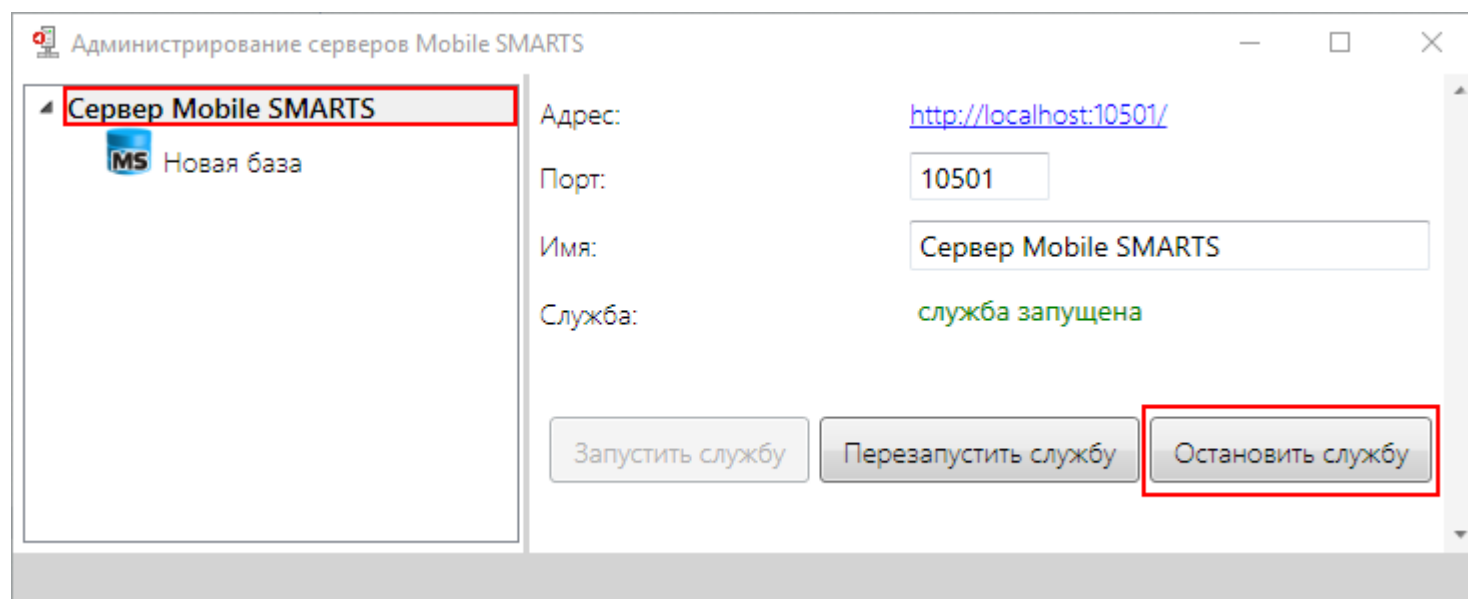 Администрирование серверов Mobile SMARTS
Сервер Mobile SMARTS
MS Новая база
Адрес: http://localhost:10501/
Порт: 10501
Имя: Сервер Mobile SMARTS
Служба: служба запущена
Запустить службу Перезапустить службу Остановить службу